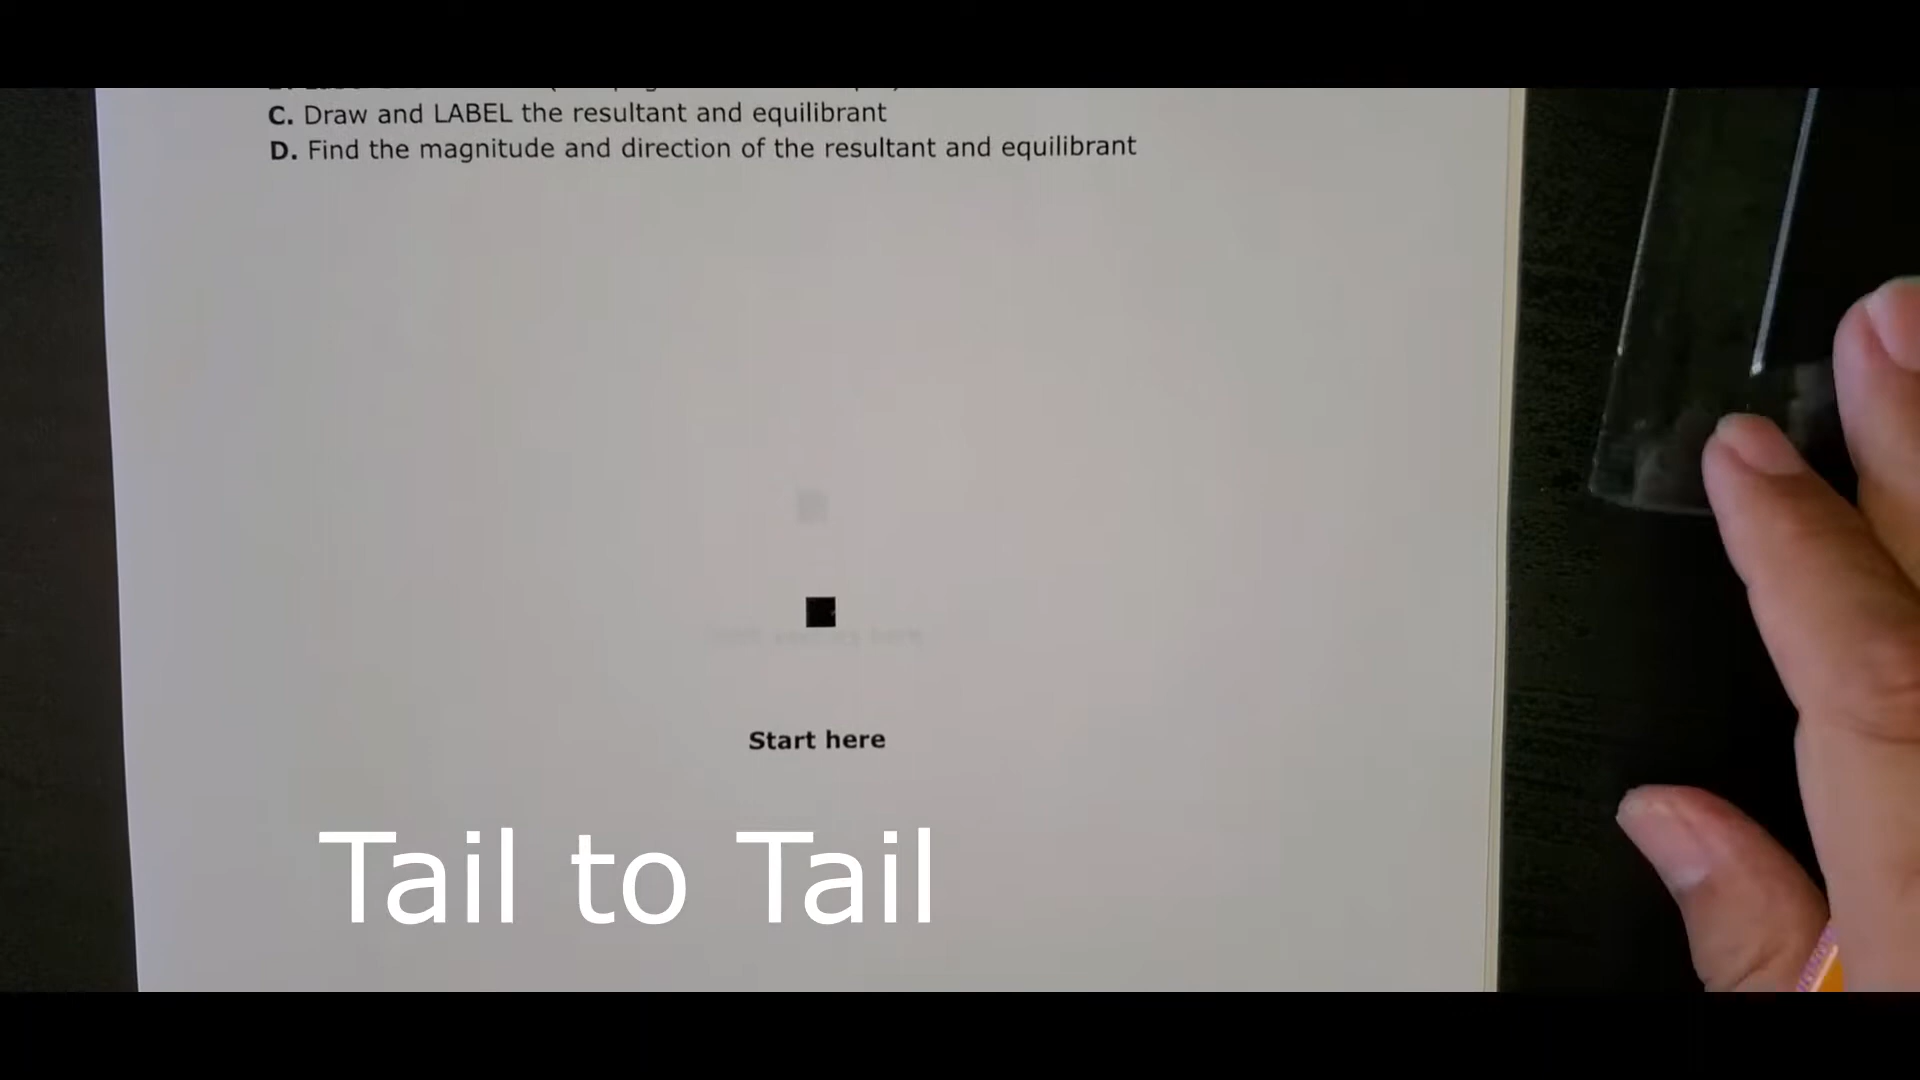 C. Draw and LABEL the resultant and equilibrant
D. Find the magnitude and direction of the resultant and equilibrant
Start here
Tail to Tail